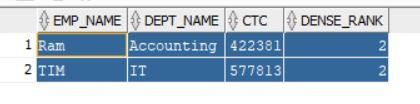 EMP_NAME DEPT_NAME CTC DENSE_RANK
1 Ram Accounting 422381 2
2 TIM IT 577813 2